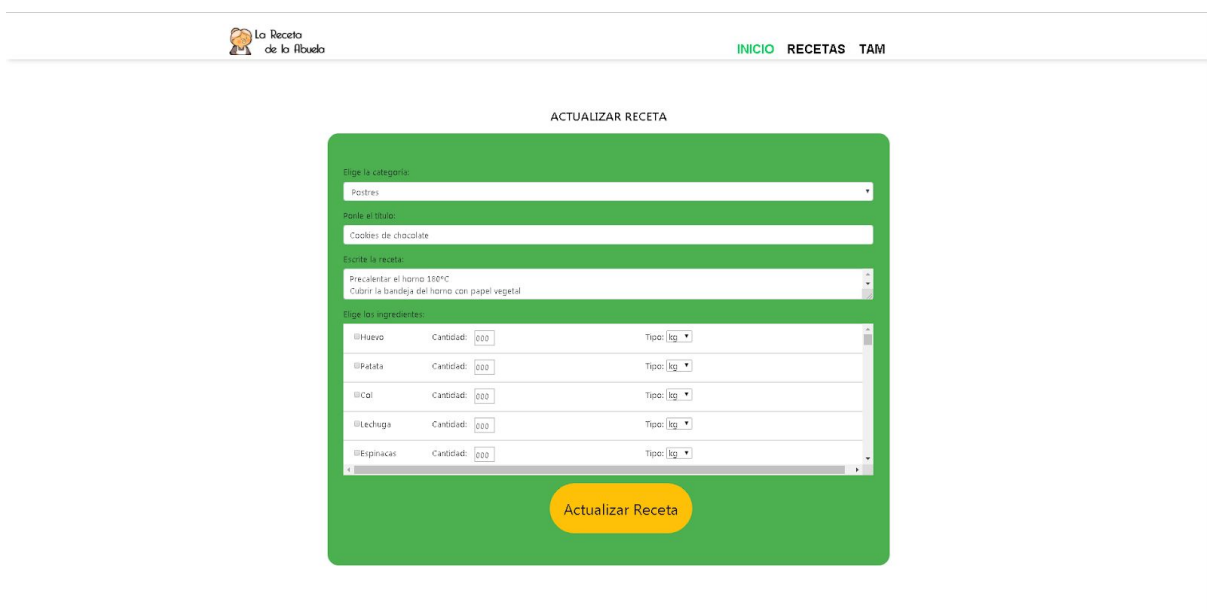 La Receta
de la Abuela
INICIO RECETAS TAM
ACTUALIZAR RECETA
Elige la categoria:
Postres
Ponle el título:
Cookies de chocolate
Escrite la receta:
Precalentar el horno 180ºC
Cubrir la bandeja del horno con papel vegetal
Elige los ingredientes:
Huevo Cantidad: 000 Tipo: kg
Patata Cantidad: 000 Tipo: kg
Col Cantidad: 000 Tipo: kg
Lechuga Cantidad: 000 Tipo: kg
Espinacas Cantidad: 000 Tipo: kg
Actualizar Receta